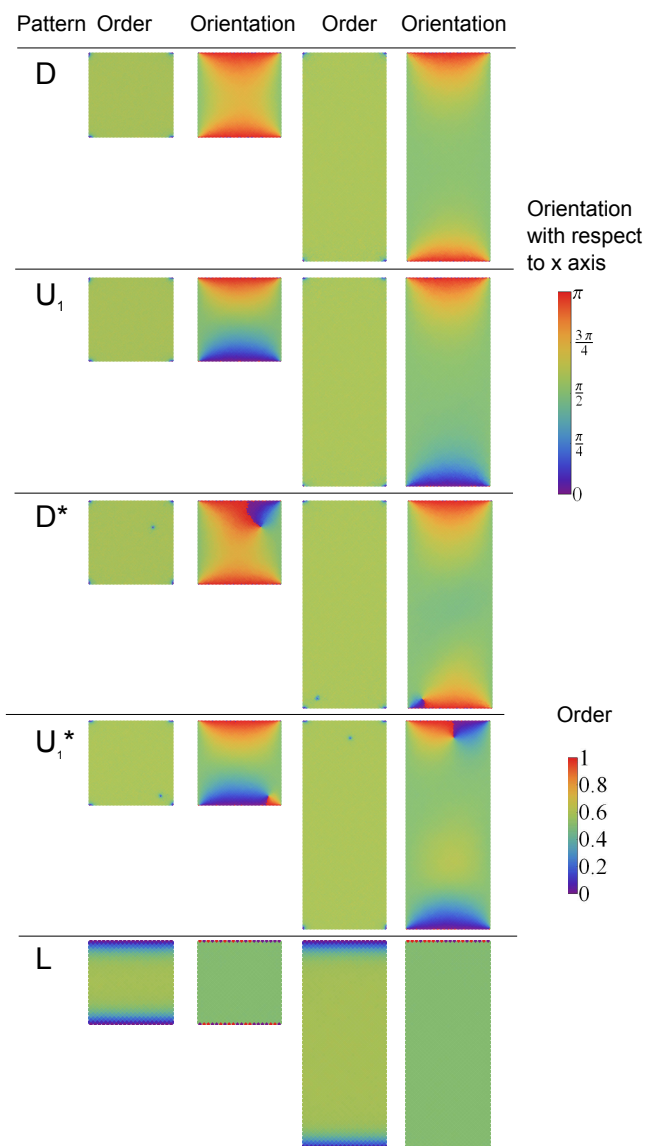 Pattern Order Orientation Order Orientation
D
Orientation
with respect
to x axis
U₁
π
3π/4
π/2
π/4
0
D*
U₁*
Order
1
0.8
0.6
0.4
0.2
0
L